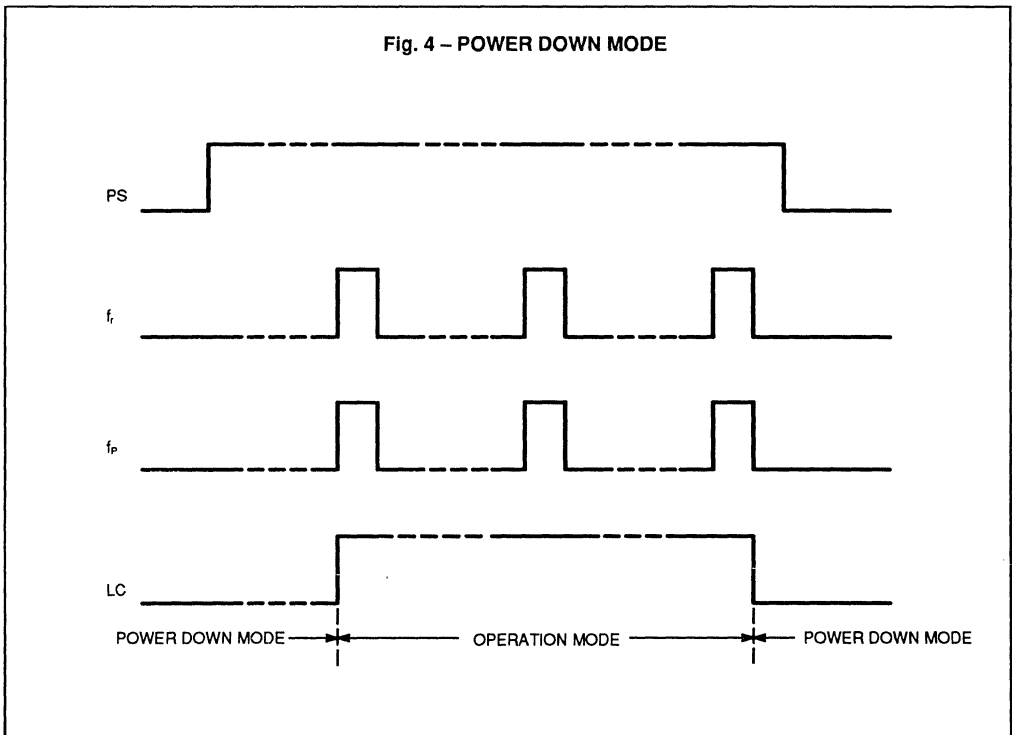 Fig. 4 – POWER DOWN MODE
PS
fr
fP
LC
POWER DOWN MODE
OPERATION MODE
POWER DOWN MODE